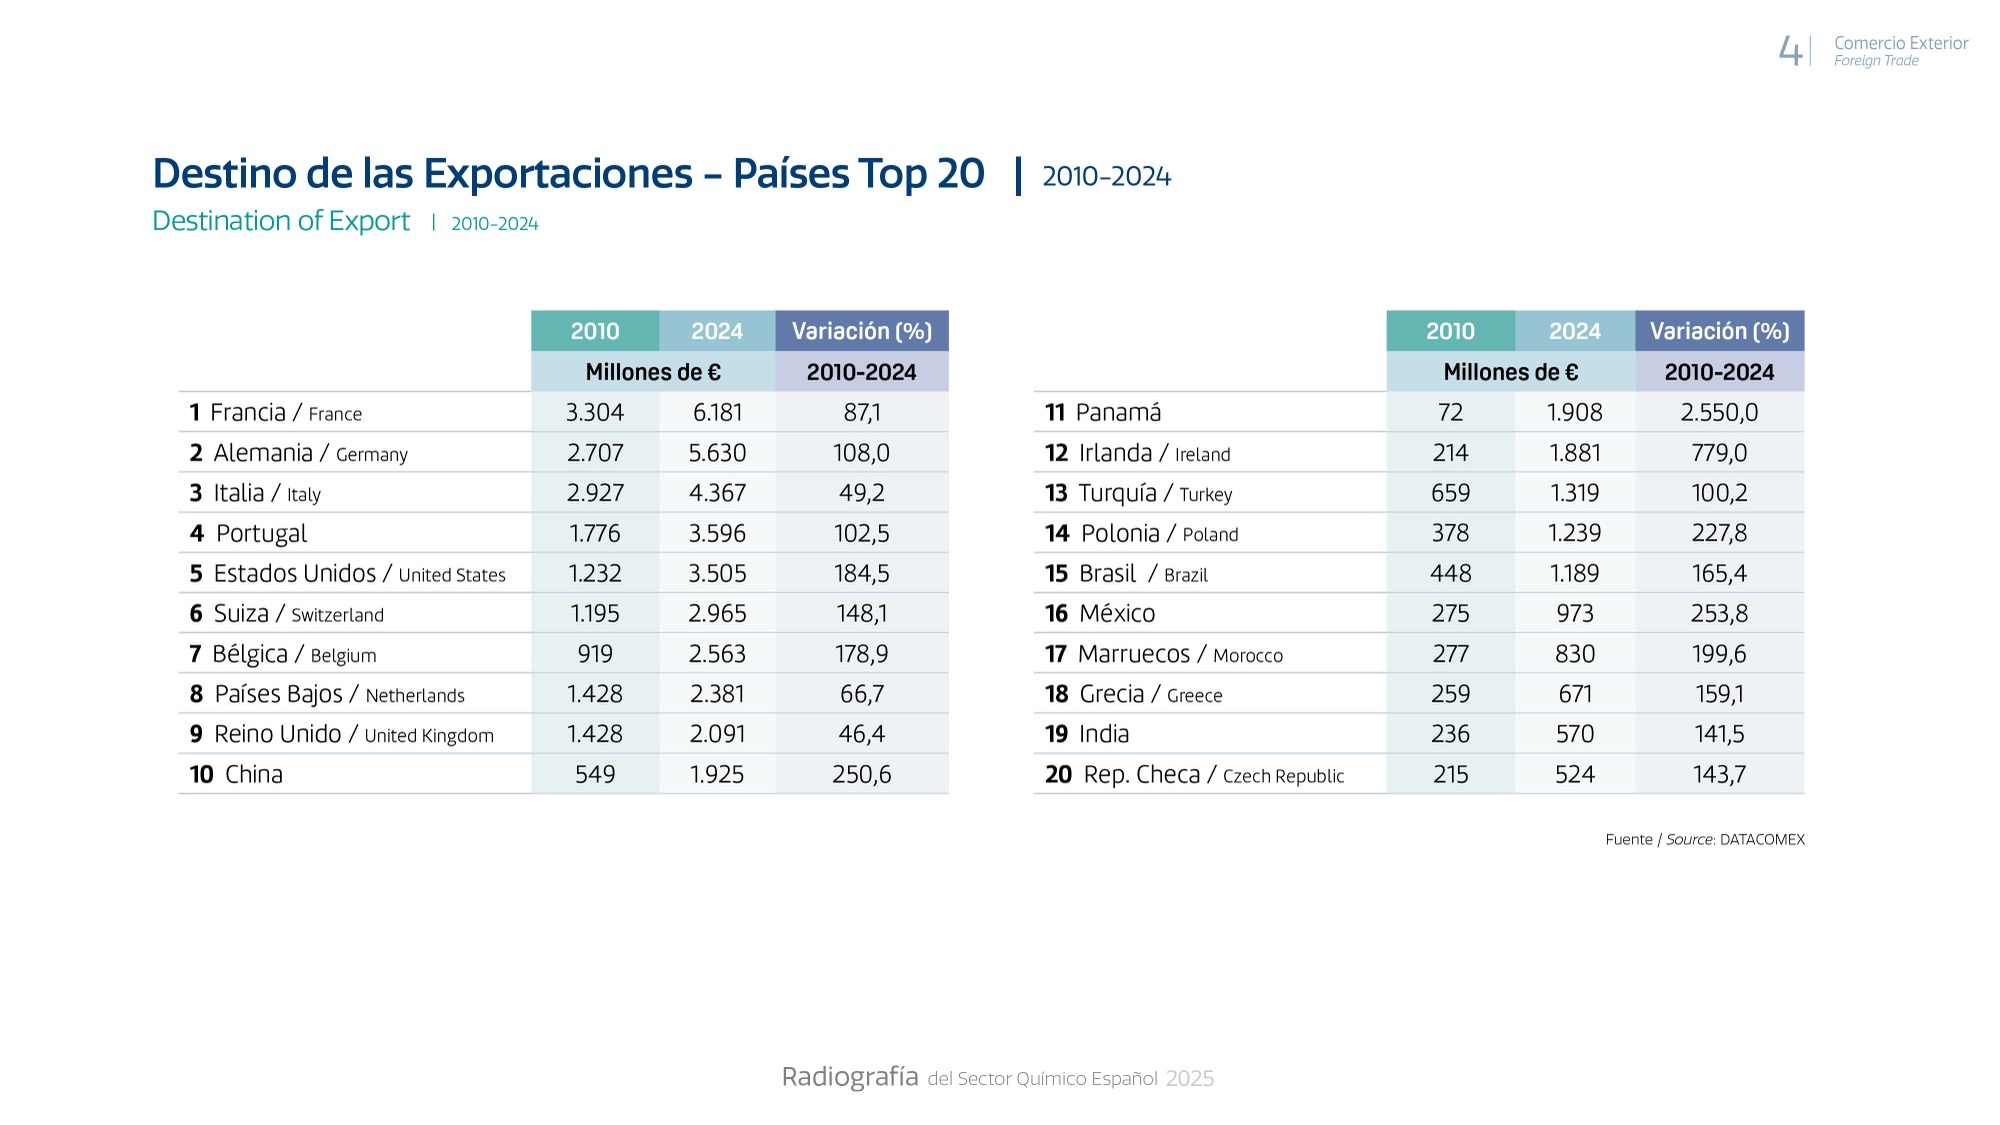 4 | Comercio Exterior
Foreign Trade
Destino de las Exportaciones – Países Top 20 | 2010–2024
Destination of Export | 2010–2024
2010 2024 Variación (%)
Millones de € 2010-2024
1 Francia / France 3.304 6.181 87,1
2 Alemania / Germany 2.707 5.630 108,0
3 Italia / Italy 2.927 4.367 49,2
4 Portugal 1.776 3.596 102,5
5 Estados Unidos / United States 1.232 3.505 184,5
6 Suiza / Switzerland 1.195 2.965 148,1
7 Bélgica / Belgium 919 2.563 178,9
8 Países Bajos / Netherlands 1.428 2.381 66,7
9 Reino Unido / United Kingdom 1.428 2.091 46,4
10 China 549 1.925 250,6
2010 2024 Variación (%)
Millones de € 2010-2024
11 Panamá 72 1.908 2.550,0
12 Irlanda / Ireland 214 1.881 779,0
13 Turquía / Turkey 659 1.319 100,2
14 Polonia / Poland 378 1.239 227,8
15 Brasil / Brazil 448 1.189 165,4
16 México 275 973 253,8
17 Marruecos / Morocco 277 830 199,6
18 Grecia / Greece 259 671 159,1
19 India 236 570 141,5
20 Rep. Checa / Czech Republic 215 524 143,7
Fuente / Source: DATACOMEX
Radiografía del Sector Químico Español 2025